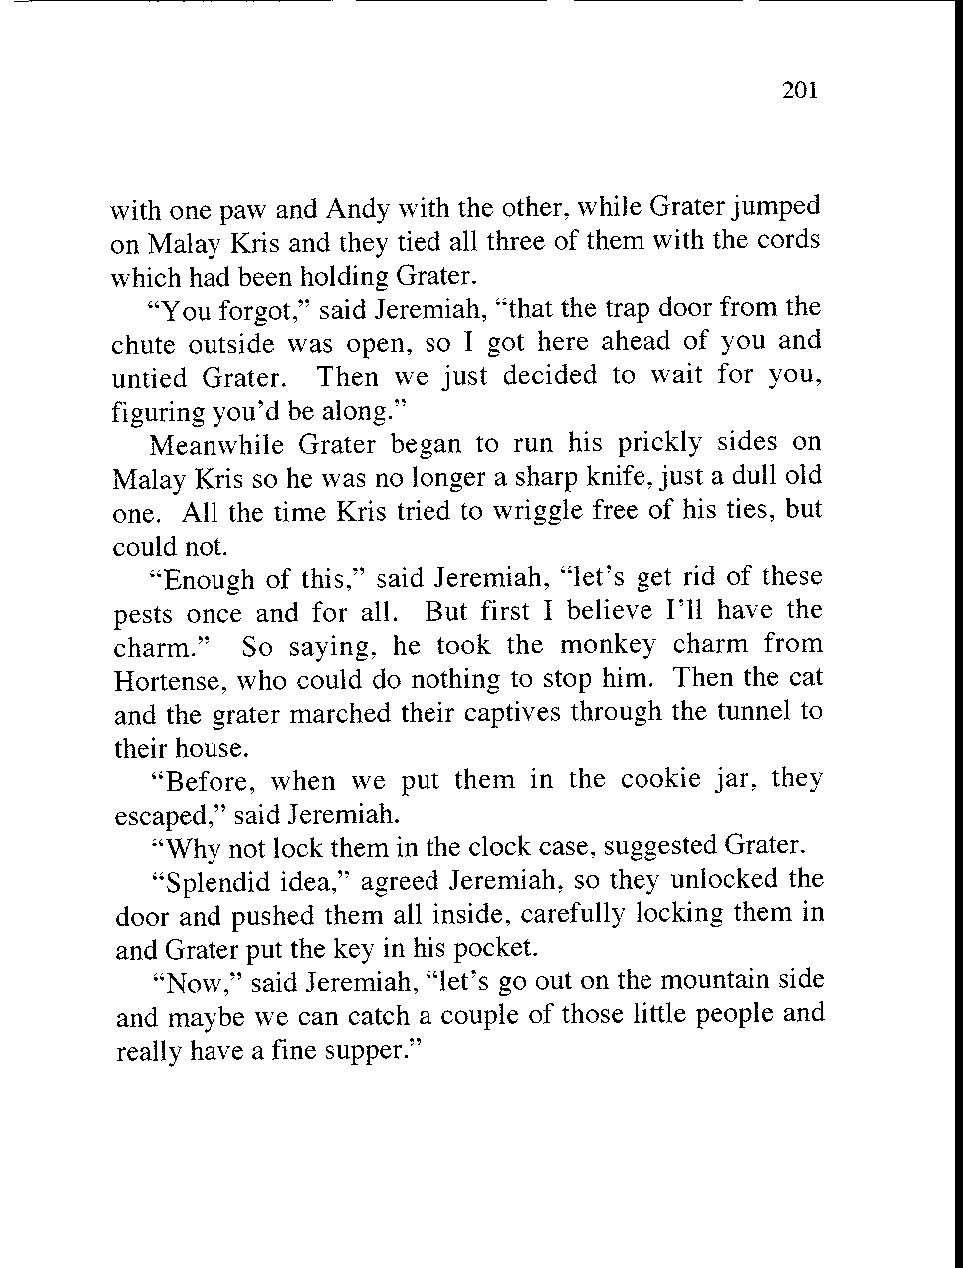 201
with one paw and Andy with the other, while Grater jumped
on Malay Kris and they tied all three of them with the cords
which had been holding Grater.
“You forgot,” said Jeremiah, “that the trap door from the
chute outside was open, so I got here ahead of you and
untied Grater. Then we just decided to wait for you,
figuring you’d be along.”
Meanwhile Grater began to run his prickly sides on
Malay Kris so he was no longer a sharp knife, just a dull old
one. All the time Kris tried to wriggle free of his ties, but
could not.
“Enough of this,” said Jeremiah, “let’s get rid of these
pests once and for all. But first I believe I’ll have the
charm.” So saying, he took the monkey charm from
Hortense, who could do nothing to stop him. Then the cat
and the grater marched their captives through the tunnel to
their house.
“Before, when we put them in the cookie jar, they
escaped,” said Jeremiah.
“Why not lock them in the clock case, suggested Grater.
“Splendid idea,” agreed Jeremiah, so they unlocked the
door and pushed them all inside, carefully locking them in
and Grater put the key in his pocket.
“Now,” said Jeremiah, “let’s go out on the mountain side
and maybe we can catch a couple of those little people and
really have a fine supper.”